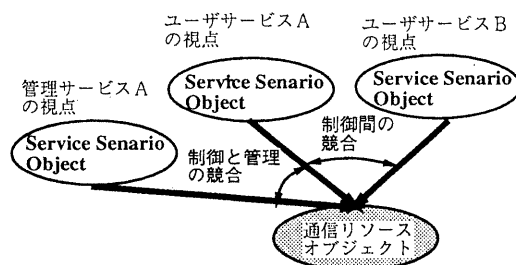 ユーザサービスA
の視点
ユーザサービスB
の視点
管理サービスA
の視点
Service Senario
Object
Service Senario
Object
Service Senario
Object
制御間の
競合
制御と管理
の競合
通信リソース
オブジェクト